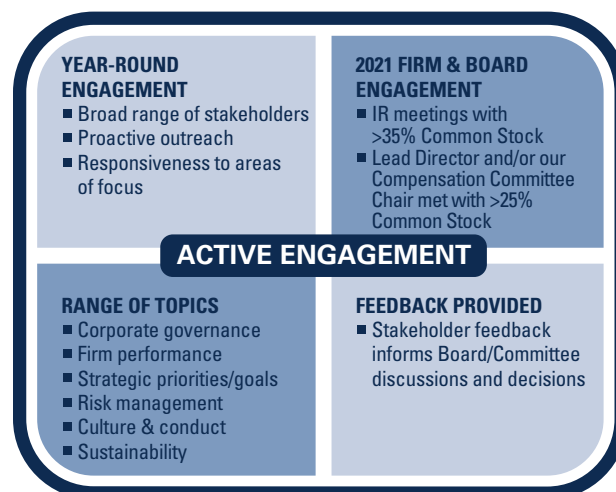 YEAR-ROUND
ENGAGEMENT
■ Broad range of stakeholders
■ Proactive outreach
■ Responsiveness to areas
of focus
2021 FIRM & BOARD
ENGAGEMENT
■ IR meetings with
>35% Common Stock
■ Lead Director and/or our
Compensation Committee
Chair met with >25%
Common Stock
ACTIVE ENGAGEMENT
RANGE OF TOPICS
■ Corporate governance
■ Firm performance
■ Strategic priorities/goals
■ Risk management
■ Culture & conduct
■ Sustainability
FEEDBACK PROVIDED
■ Stakeholder feedback
informs Board/Committee
discussions and decisions